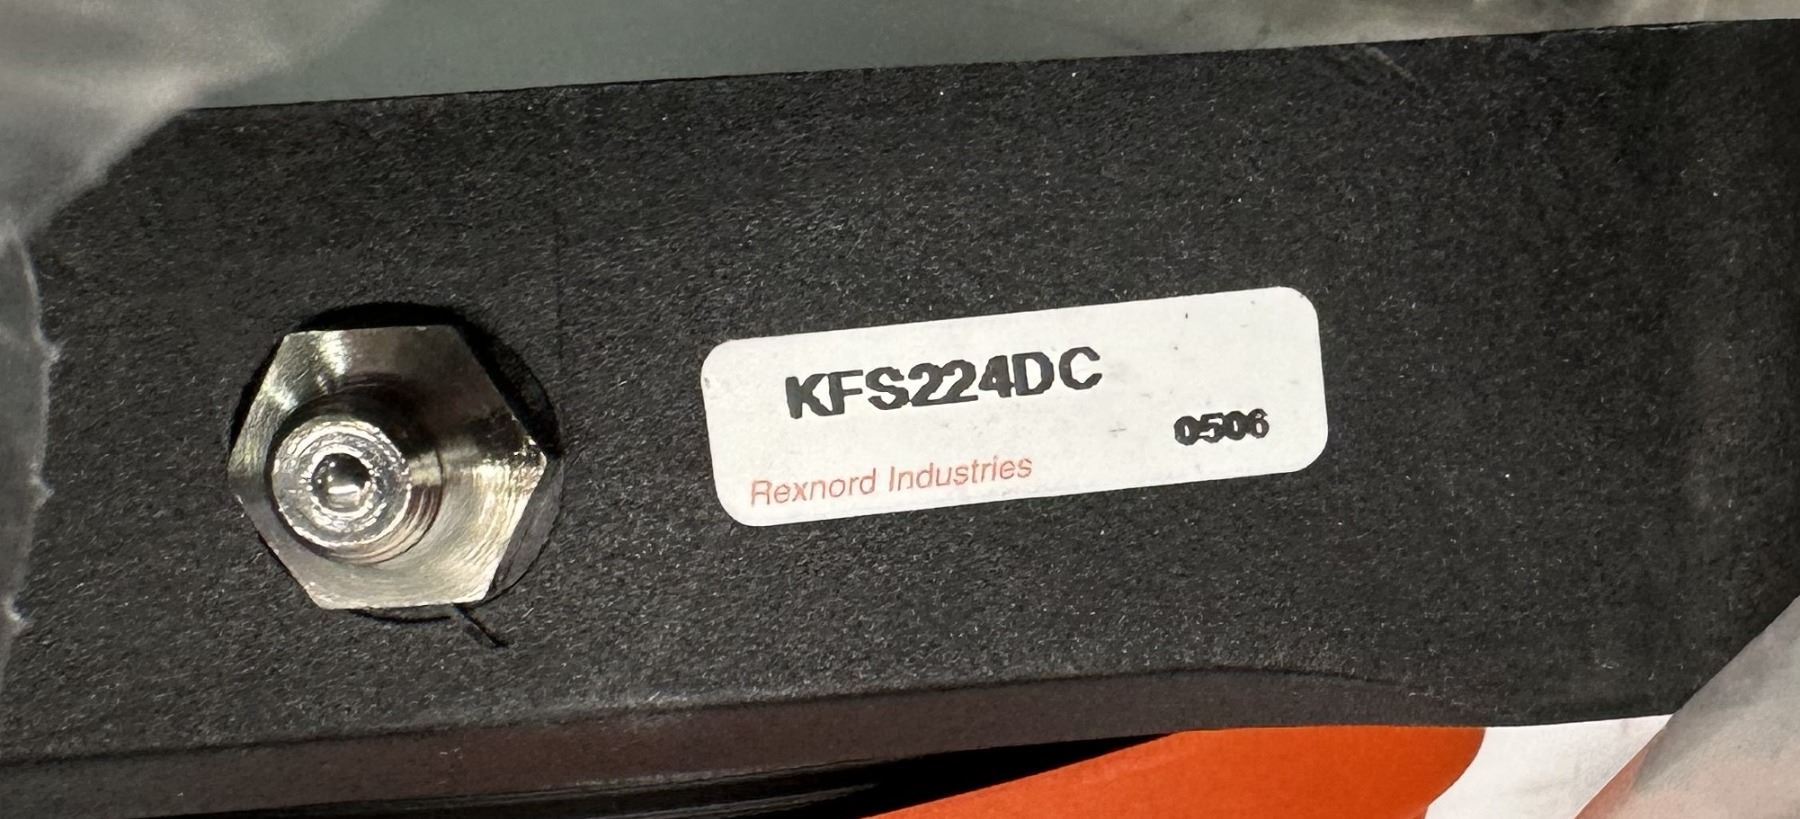 KFS224DC
0506
Rexnord Industries